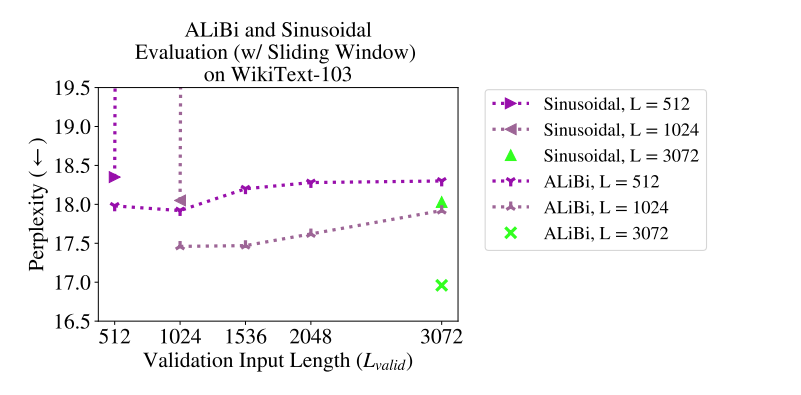 ALiBi and Sinusoidal
Evaluation (w/ Sliding Window)
on WikiText-103
Perplexity (←)
19.5
19.0
18.5
18.0
17.5
17.0
16.5
512 1024 1536 2048 3072
Validation Input Length (Lvalid)
Sinusoidal, L = 512
Sinusoidal, L = 1024
Sinusoidal, L = 3072
ALiBi, L = 512
ALiBi, L = 1024
ALiBi, L = 3072